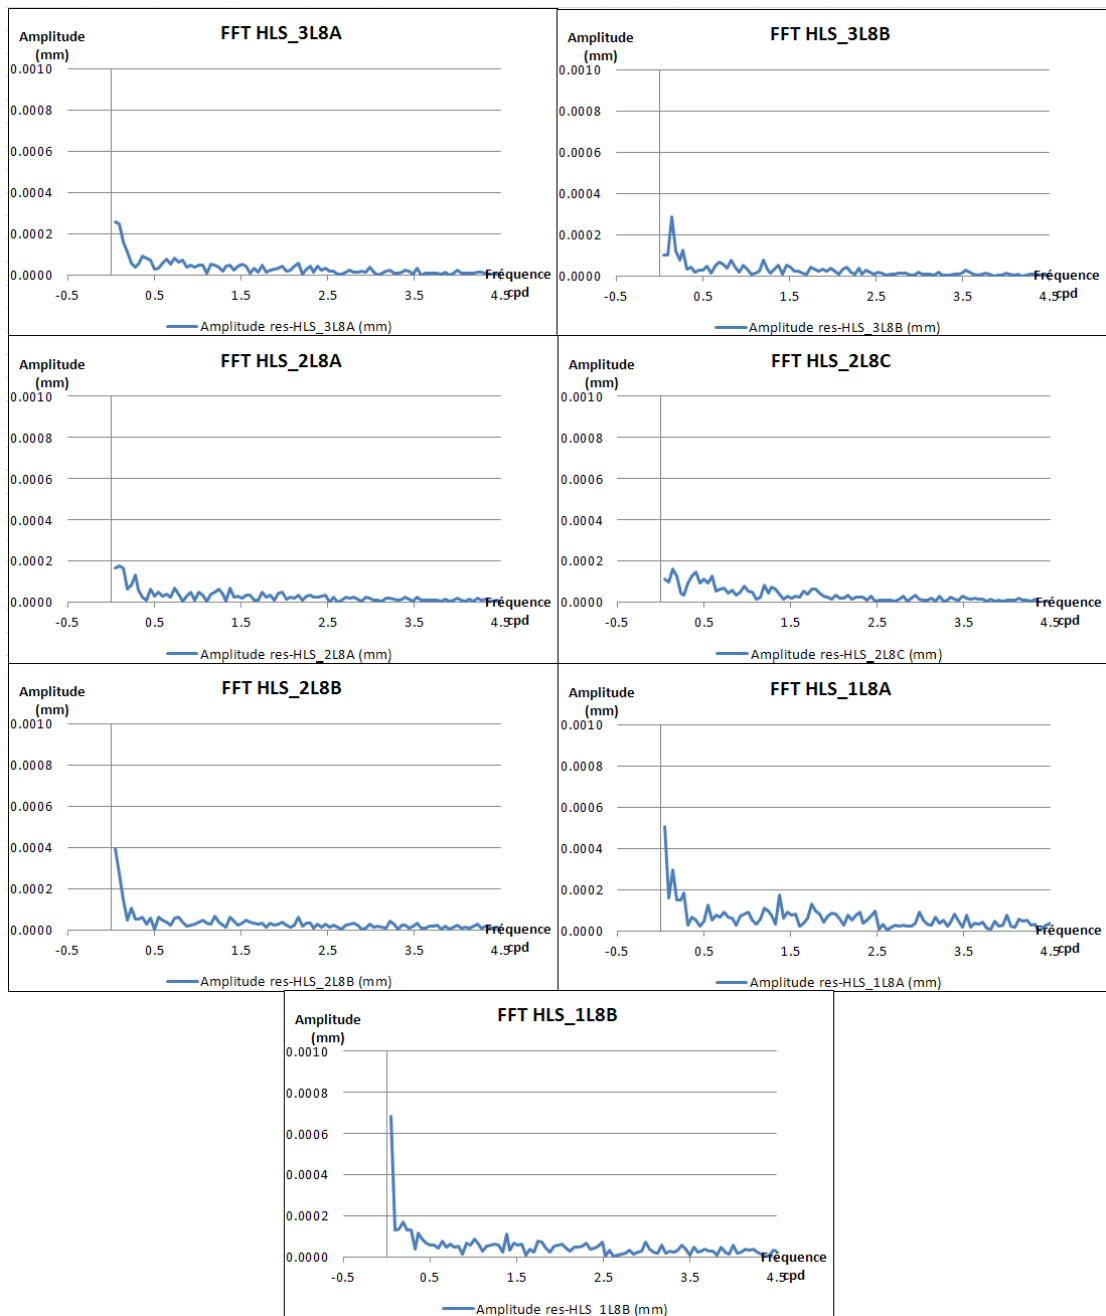 FFT HLS_3L8A
Amplitude
(mm)
0.0010
0.0008
0.0006
0.0004
0.0002
0.0000
-0.5 0.5 1.5 2.5 3.5 4.5
Fréquence
cpd
Amplitude res-HLS_3L8A (mm)
FFT HLS_3L8B
Amplitude
(mm)
0.0010
0.0008
0.0006
0.0004
0.0002
0.0000
-0.5 0.5 1.5 2.5 3.5 4.5
Fréquence
cpd
Amplitude res-HLS_3L8B (mm)
FFT HLS_2L8A
Amplitude
(mm)
0.0010
0.0008
0.0006
0.0004
0.0002
0.0000
-0.5 0.5 1.5 2.5 3.5 4.5
Fréquence
cpd
Amplitude res-HLS_2L8A (mm)
FFT HLS_2L8C
Amplitude
(mm)
0.0010
0.0008
0.0006
0.0004
0.0002
0.0000
-0.5 0.5 1.5 2.5 3.5 4.5
Fréquence
cpd
Amplitude res-HLS_2L8C (mm)
FFT HLS_2L8B
Amplitude
(mm)
0.0010
0.0008
0.0006
0.0004
0.0002
0.0000
-0.5 0.5 1.5 2.5 3.5 4.5
Fréquence
cpd
Amplitude res-HLS_2L8B (mm)
FFT HLS_1L8A
Amplitude
(mm)
0.0010
0.0008
0.0006
0.0004
0.0002
0.0000
-0.5 0.5 1.5 2.5 3.5 4.5
Fréquence
cpd
Amplitude res-HLS_1L8A (mm)
FFT HLS_1L8B
Amplitude
(mm)
0.0010
0.0008
0.0006
0.0004
0.0002
0.0000
-0.5 0.5 1.5 2.5 3.5 4.5
Fréquence
cpd
Amplitude res-HLS_1L8B (mm)